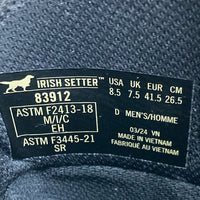 IRISH SETTER
83912
ASTM F2413-18
M/I/C
EH
ASTM F3445-21
SR
USA UK EUR CM
8.5 7.5 41.5 26.5
D MEN'S/HOMME
03/24 VN
MADE IN VIETNAM
FABRIQUÉ AU VIETNAM